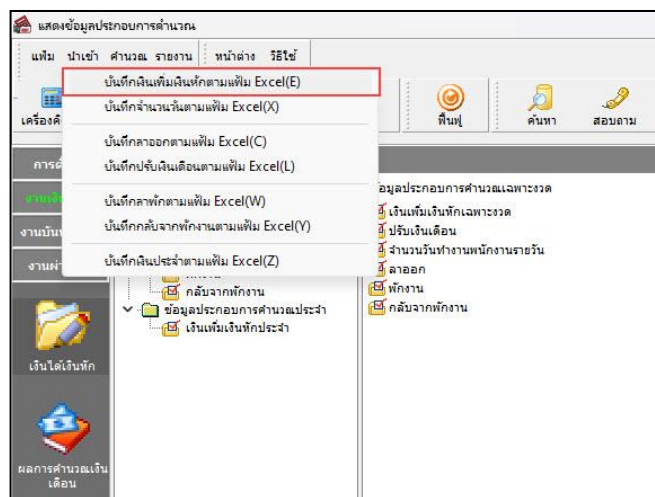 แสดงข้อมูลประกอบการคำนวณ
แฟ้ม นำเข้า คำนวณ รายงาน หน้าต่าง วิธีใช้
บันทึกเงินเพิ่มเงินหักตามแฟ้ม Excel(E)
บันทึกจำนวนวันตามแฟ้ม Excel(X)
บันทึกลาออกตามแฟ้ม Excel(C)
บันทึกปรับเงินเดือนตามแฟ้ม Excel(L)
บันทึกลาพักตามแฟ้ม Excel(W)
บันทึกกลับจากพักงานตามแฟ้ม Excel(Y)
บันทึกเงินประจำตามแฟ้ม Excel(Z)
ฟื้นฟู ค้นหา สอบถาม
กลับจากพักงาน
ข้อมูลประกอบการคำนวณประจำ
เงินเพิ่มเงินหักประจำ
อมูลประกอบการคำนวณเฉพาะงวด
เงินเพิ่มเงินหักเฉพาะงวด
ปรับเงินเดือน
จำนวนวันทำงานพนักงานรายวัน
ลาออก
พักงาน
กลับจากพักงาน
เงินได้เงินหัก
ผลการคำนวณเงิน
เดือน